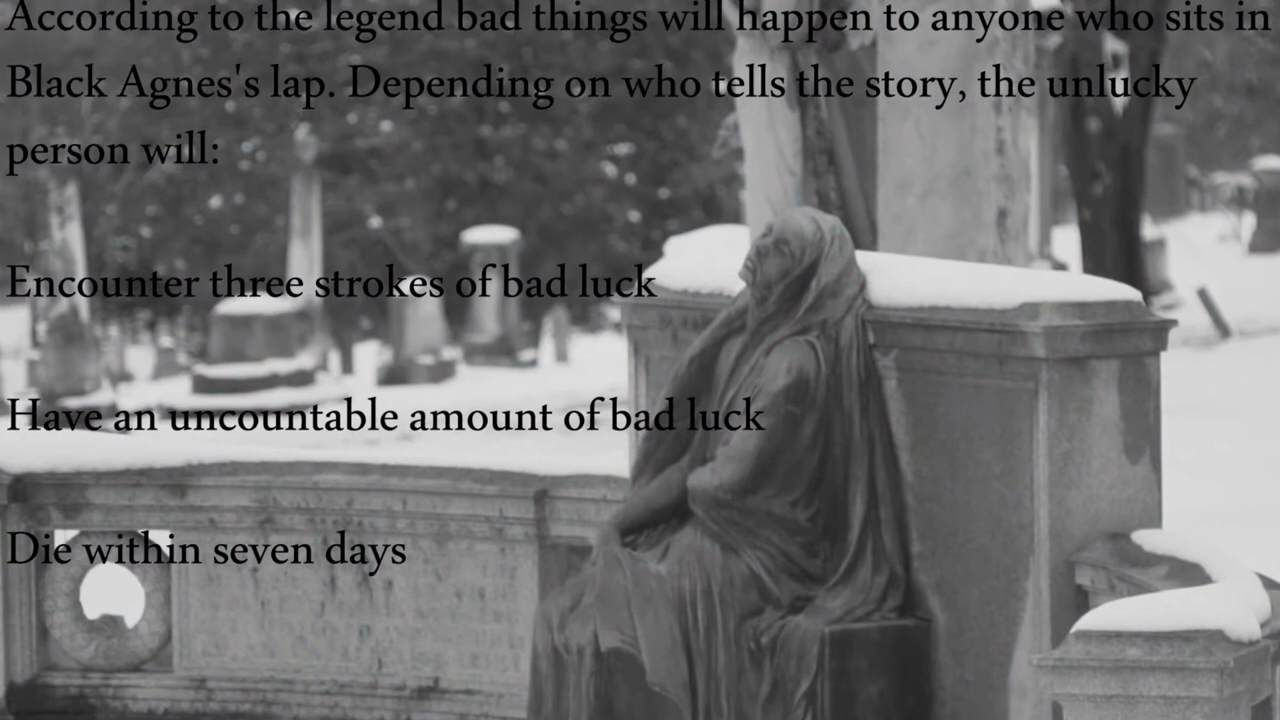 According to the legend bad things will happen to anyone who sits in
Black Agnes's lap. Depending on who tells the story, the unlucky
person will:
Encounter three strokes of bad luck
Have an uncountable amount of bad luck
Die within seven days